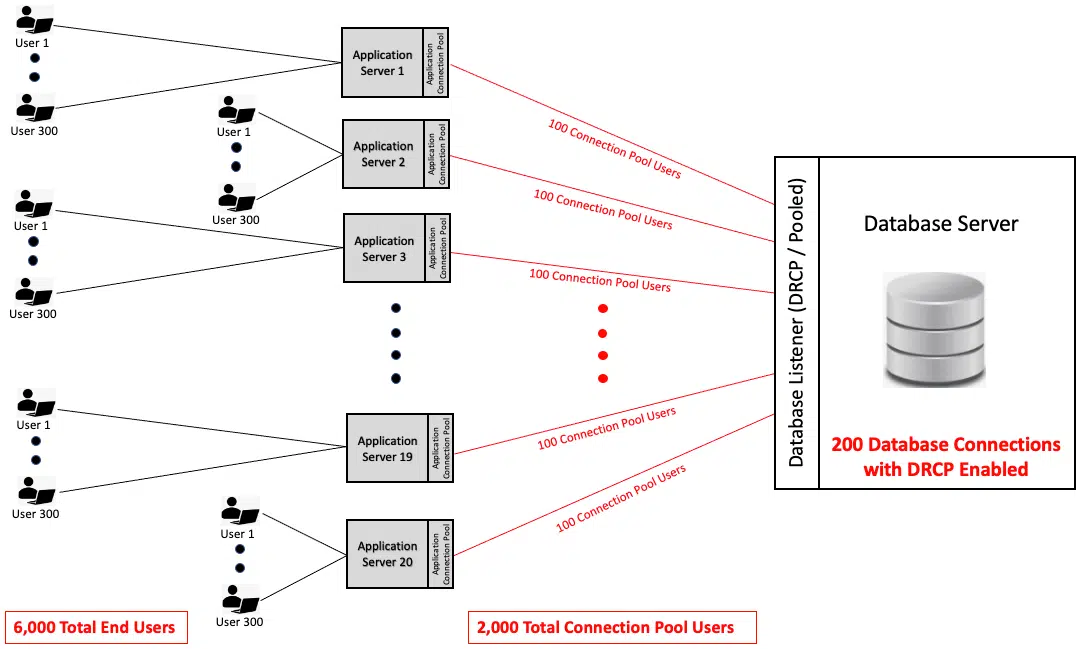 User 1
User 300
Application
Server 1
Application
Connection Pool
100 Connection Pool Users
User 1
User 300
Application
Server 2
Application
Connection Pool
100 Connection Pool Users
User 1
User 300
Application
Server 3
Application
Connection Pool
100 Connection Pool Users
User 1
User 300
Application
Server 19
Application
Connection Pool
100 Connection Pool Users
User 1
User 300
Application
Server 20
Application
Connection Pool
100 Connection Pool Users
Database Listener (DRCP / Pooled)
Database Server
200 Database Connections
with DRCP Enabled
6,000 Total End Users
2,000 Total Connection Pool Users